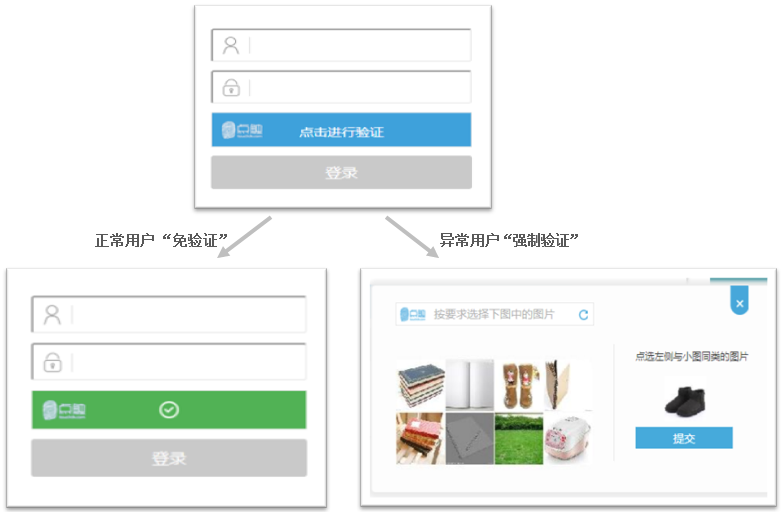 点击进行验证
登录
正常用户“免验证”
异常用户“强制验证”
登录
按要求选择下图中的图片
点选左侧与小图同类的图片
提交